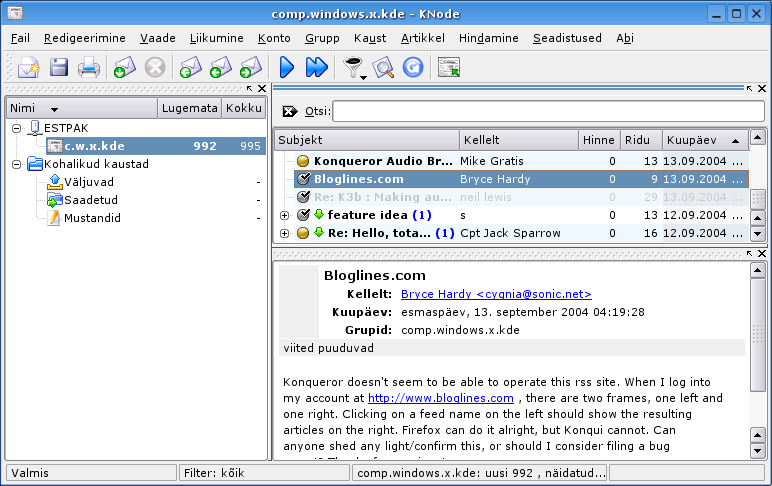 comp.windows.x.kde - KNode
Fail Redigeerimine Vaade Liikumine Konto Grupp Kaust Artikkel Hindamine Seadistused Abi
Nimi Lugemata Kokku
ESTPAK
c.w.x.kde 992 995
Kohalikud kaustad
Väljuvad -
Saadetud -
Mustandid -
Otsi:
Subjekt Kellelt Hinne Ridu Kuupäev
Konqueror Audio Br... Mike Gratis 0 13 13.09.2004 ...
Bloglines.com Bryce Hardy 0 9 13.09.2004 ...
Re: K3b : Making au... neil lewis 0 29 13.09.2004 ...
feature idea (1) s 0 13 12.09.2004 ...
Re: Hello, tota... (1) Cpt Jack Sparrow 0 16 12.09.2004 ...
Bloglines.com
Kellelt: Bryce Hardy <cygnia@sonic.net>
Kuupäev: esmaspäev, 13. september 2004 04:19:28
Grupid: comp.windows.x.kde
viited puuduvad
Konqueror doesn't seem to be able to operate this rss site. When I log into
my account at http://www.bloglines.com , there are two frames, one left and
one right. Clicking on a feed name on the left should show the resulting
articles on the right. Firefox can do it alright, but Konqui cannot. Can
anyone shed any light/confirm this, or should I consider filing a bug
Valmis Filter: kõik comp.windows.x.kde: uusi 992 , näidatud...